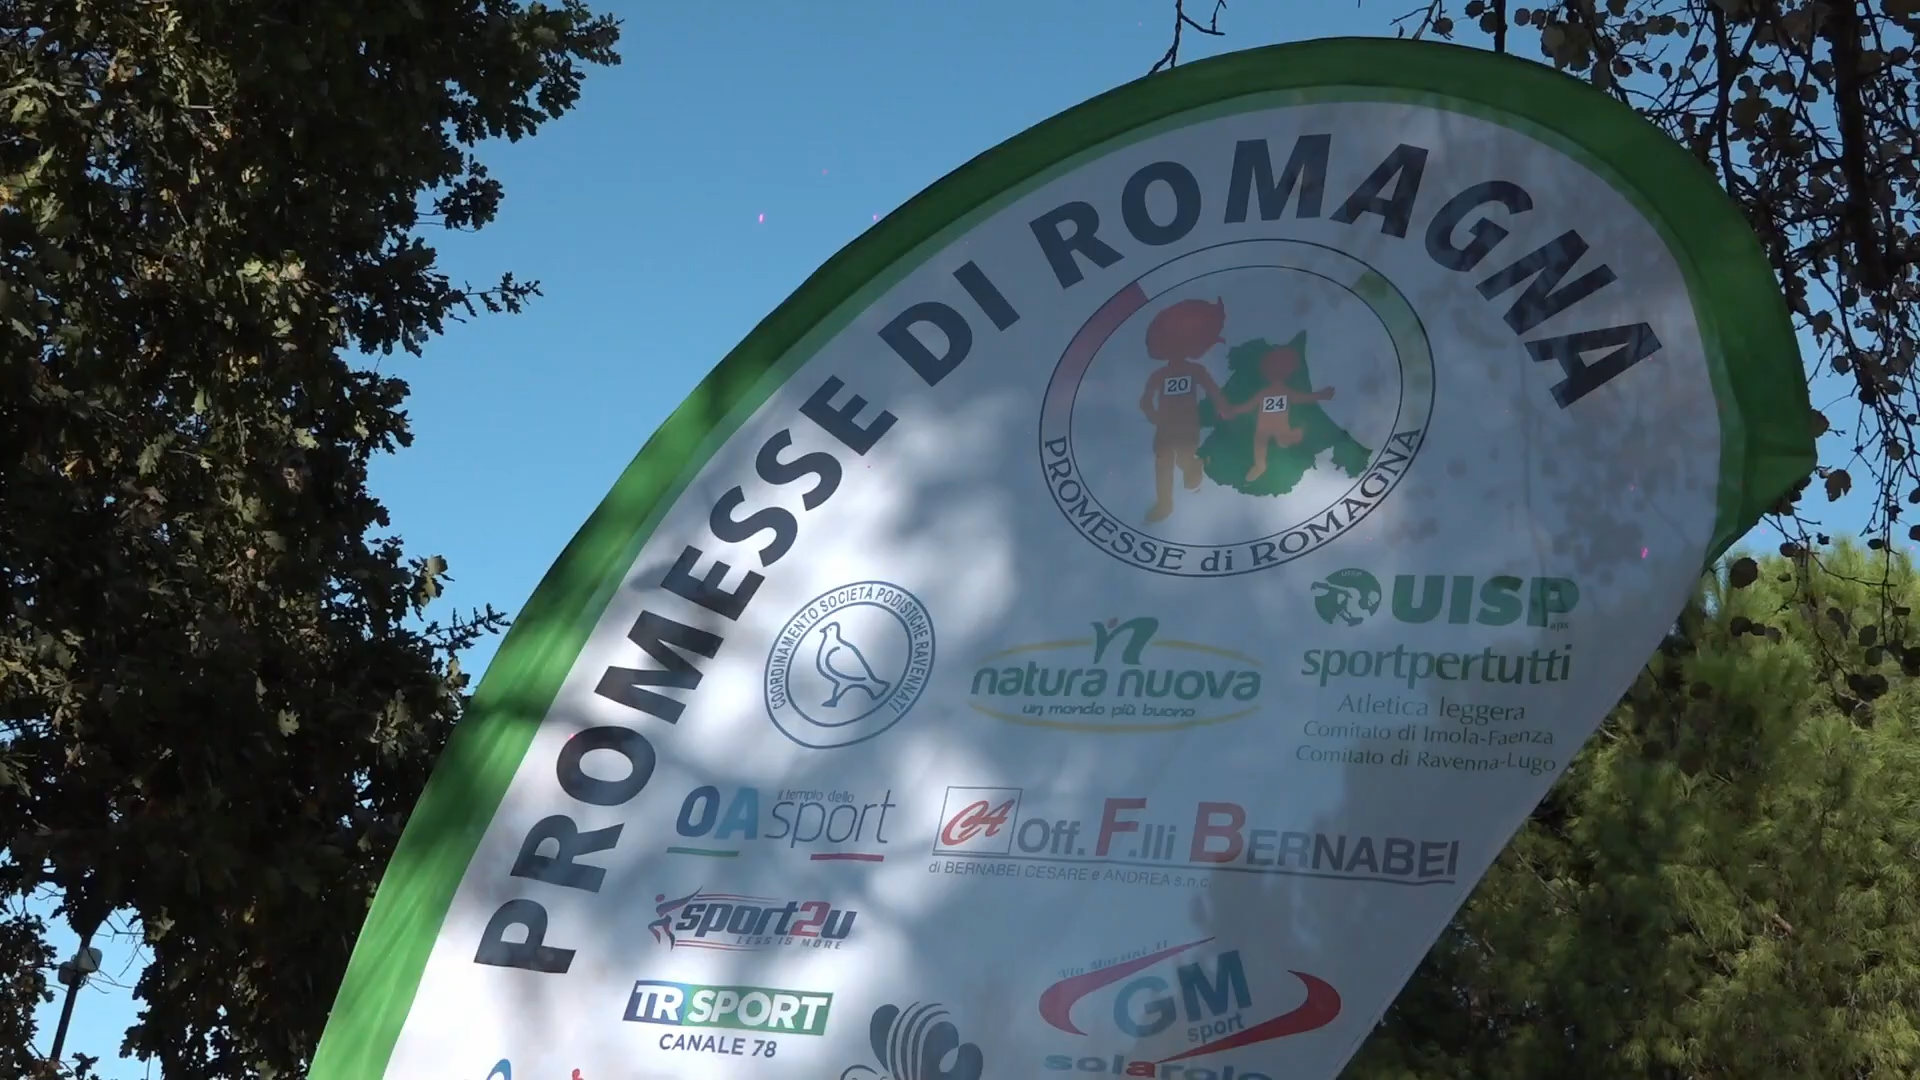 PROMESSE DI ROMAGNA
20
24
PROMESSE di ROMAGNA
COORDINAMENTO SOCIETÀ PODISTICHE RAVENNATI
natura nuova
un mondo più buono
UISP
aps
sportpertutti
Atletica leggera
Comitato di Imola-Faenza
Comitato di Ravenna-Lugo
OA sport
il tempio dello
CA Off. F.lli BERNABEI
di BERNABEI CESARE e ANDREA s.n.c.
sport2u
LESS IS MORE
TR SPORT
CANALE 78
GM
sport
solarolo